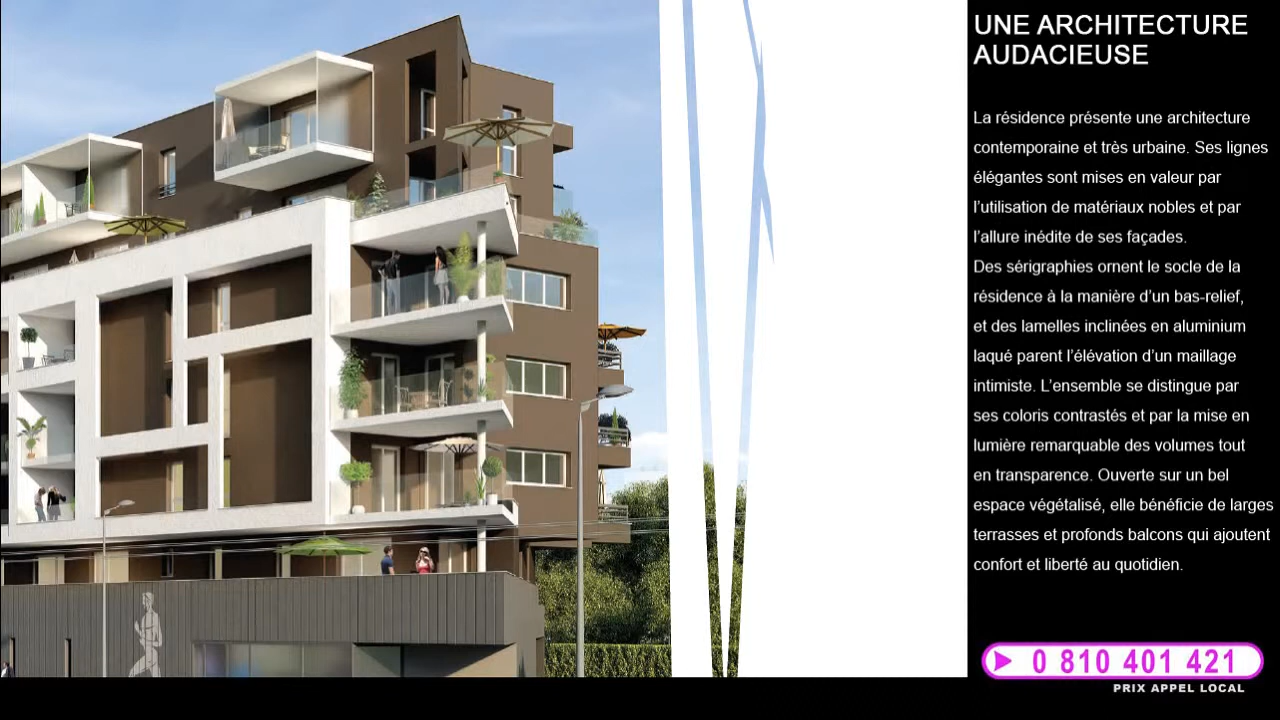 UNE ARCHITECTURE
AUDACIEUSE
La résidence présente une architecture
contemporaine et très urbaine. Ses lignes
élégantes sont mises en valeur par
l’utilisation de matériaux nobles et par
l’allure inédite de ses façades.
Des sérigraphies ornent le socle de la
résidence à la manière d’un bas-relief,
et des lamelles inclinées en aluminium
laqué parent l’élévation d’un maillage
intimiste. L’ensemble se distingue par
ses coloris contrastés et par la mise en
lumière remarquable des volumes tout
en transparence. Ouverte sur un bel
espace végétalisé, elle bénéficie de larges
terrasses et profonds balcons qui ajoutent
confort et liberté au quotidien.
0 810 401 421
PRIX APPEL LOCAL